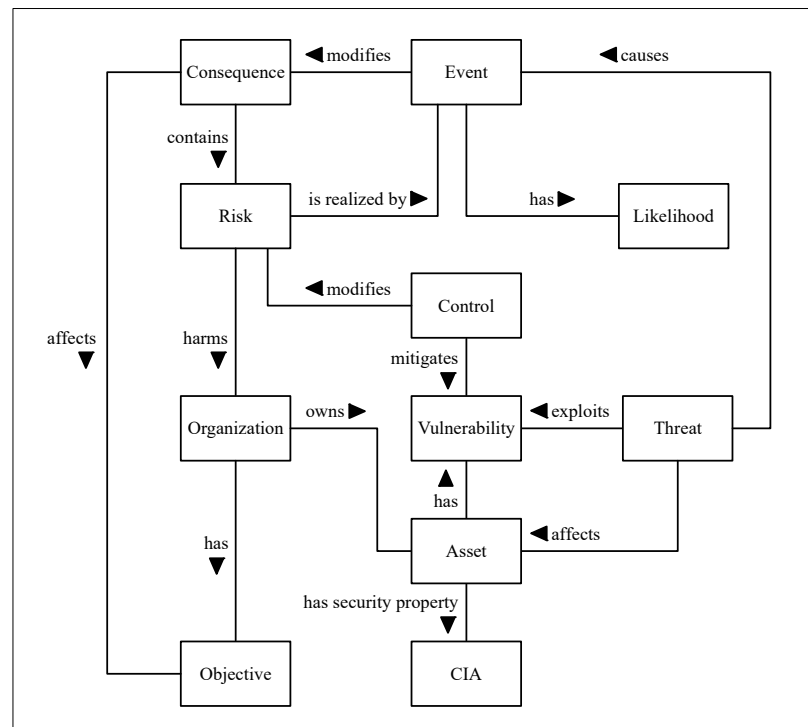 modifies
causes
Consequence
Event
contains
is realized by
has
Risk
Likelihood
modifies
Control
affects
harms
mitigates
owns
exploits
Organization
Vulnerability
Threat
has
has
affects
Asset
has security property
Objective
CIA